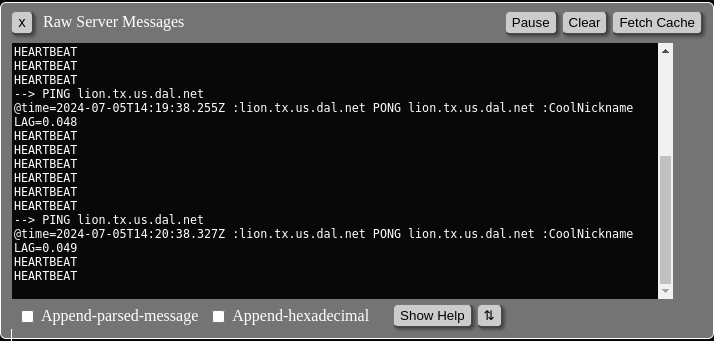 x Raw Server Messages Pause Clear Fetch Cache
HEARTBEAT
HEARTBEAT
HEARTBEAT
--> PING lion.tx.us.dal.net
@time=2024-07-05T14:19:38.255Z :lion.tx.us.dal.net PONG lion.tx.us.dal.net :CoolNickname
LAG=0.048
HEARTBEAT
HEARTBEAT
HEARTBEAT
HEARTBEAT
HEARTBEAT
HEARTBEAT
--> PING lion.tx.us.dal.net
@time=2024-07-05T14:20:38.327Z :lion.tx.us.dal.net PONG lion.tx.us.dal.net :CoolNickname
LAG=0.049
HEARTBEAT
HEARTBEAT
Append-parsed-message Append-hexadecimal Show Help ⇅